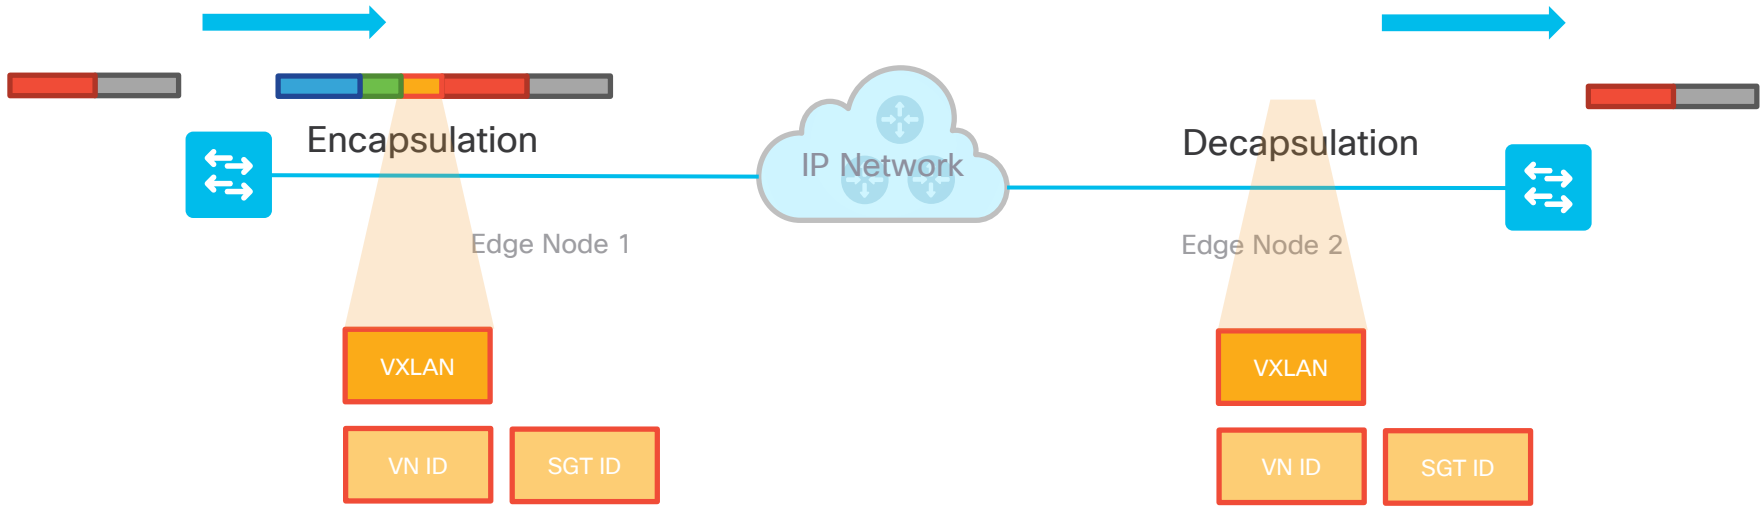 Encapsulation
Decapsulation
IP Network
Edge Node 1
Edge Node 2
VXLAN
VXLAN
VN ID
SGT ID
VN ID
SGT ID